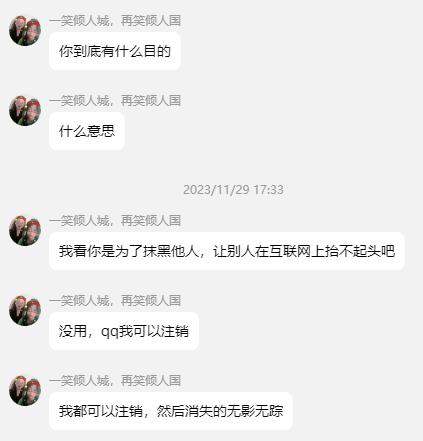 一笑倾人城，再笑倾人国
你到底有什么目的
一笑倾人城，再笑倾人国
什么意思
2023/11/29 17:33
一笑倾人城，再笑倾人国
我看你是为了抹黑他人，让别人在互联网上抬不起头吧
一笑倾人城，再笑倾人国
没用，qq我可以注销
一笑倾人城，再笑倾人国
我都可以注销，然后消失的无影无踪